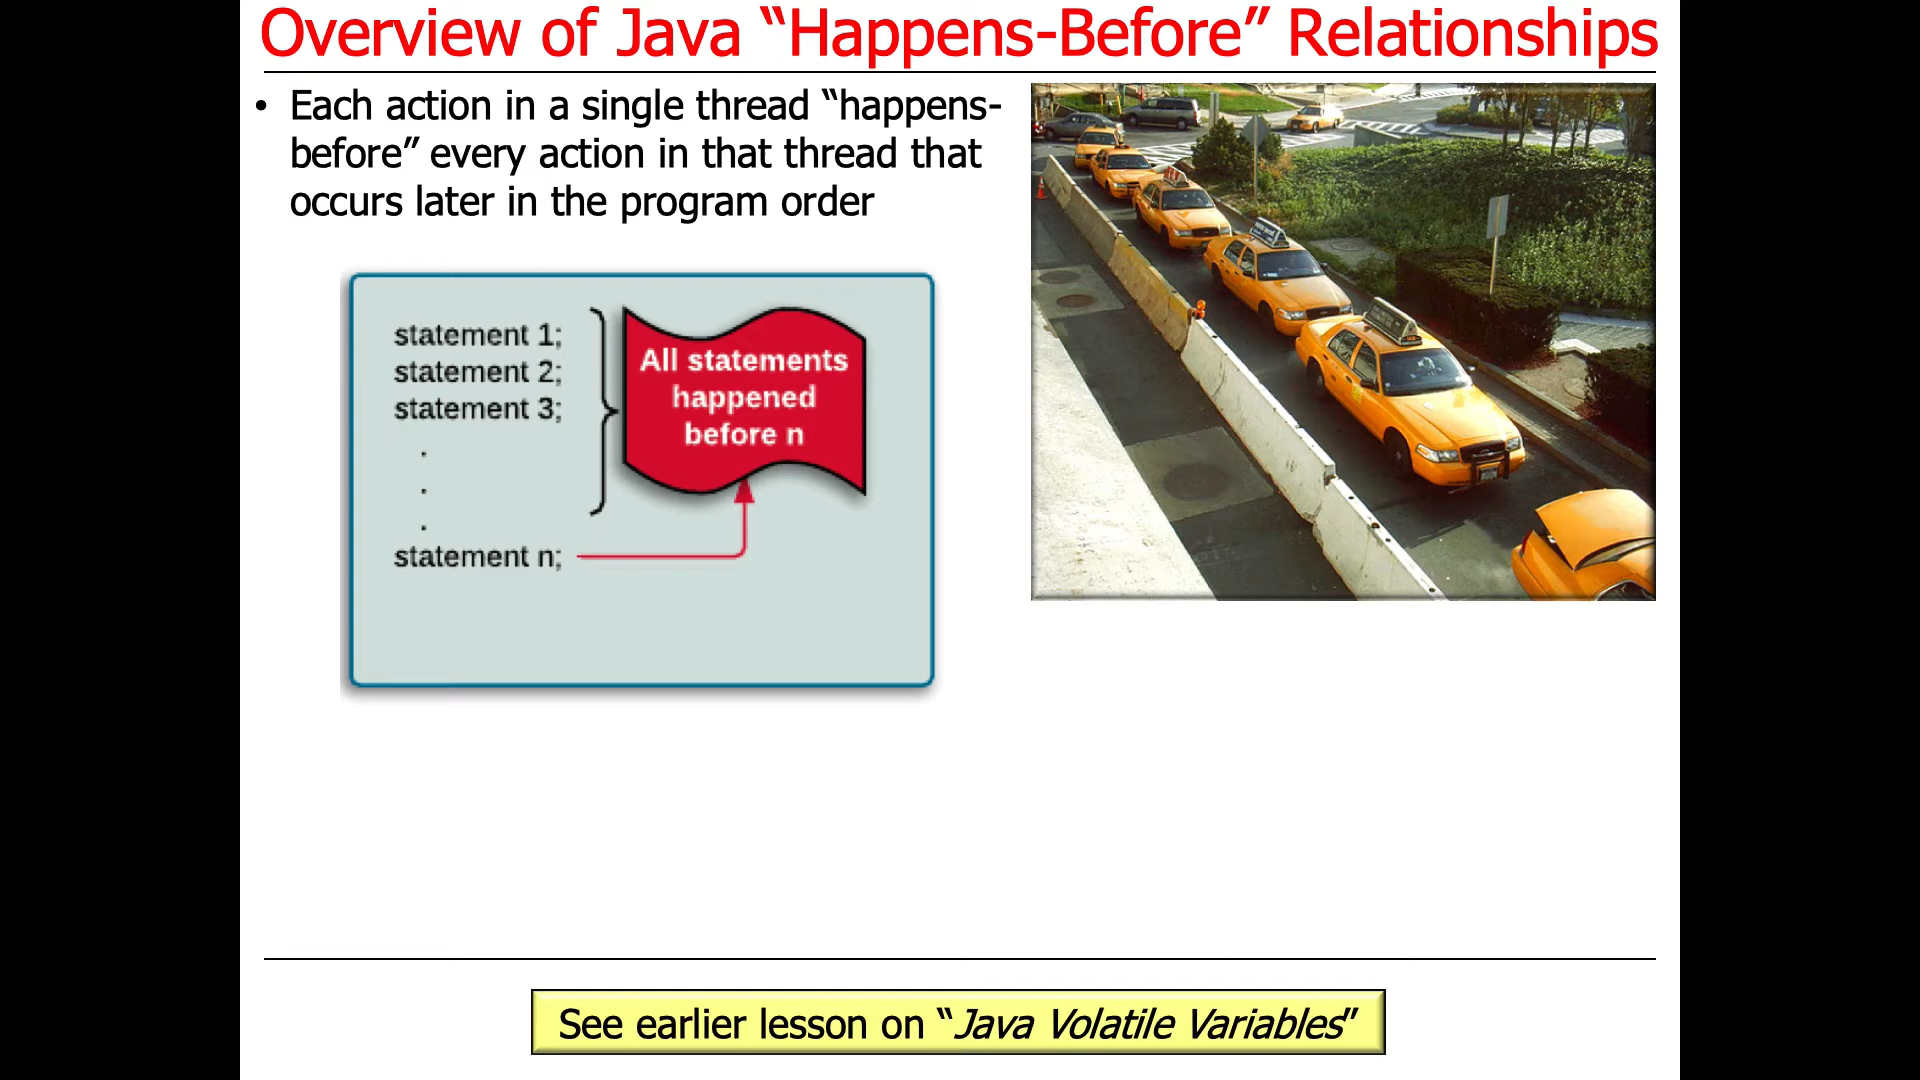 Overview of Java “Happens-Before” Relationships
• Each action in a single thread “happens-
before” every action in that thread that
occurs later in the program order
statement 1;
statement 2;
statement 3;
.
.
.
statement n;
All statements
happened
before n
See earlier lesson on “Java Volatile Variables”